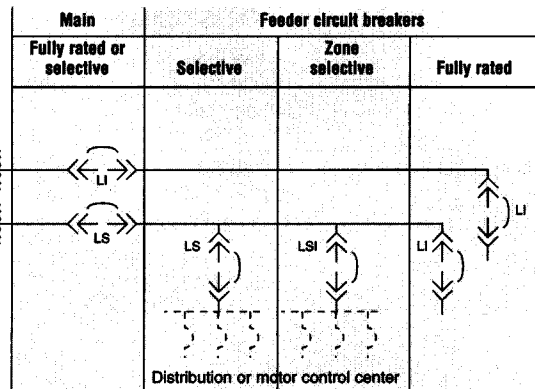 Main
Feeder circuit breakers
Fully rated or
selective
Selective
Zone
selective
Fully rated
LI
LI
LS
LS
LSI
LI
Distribution or motor control center